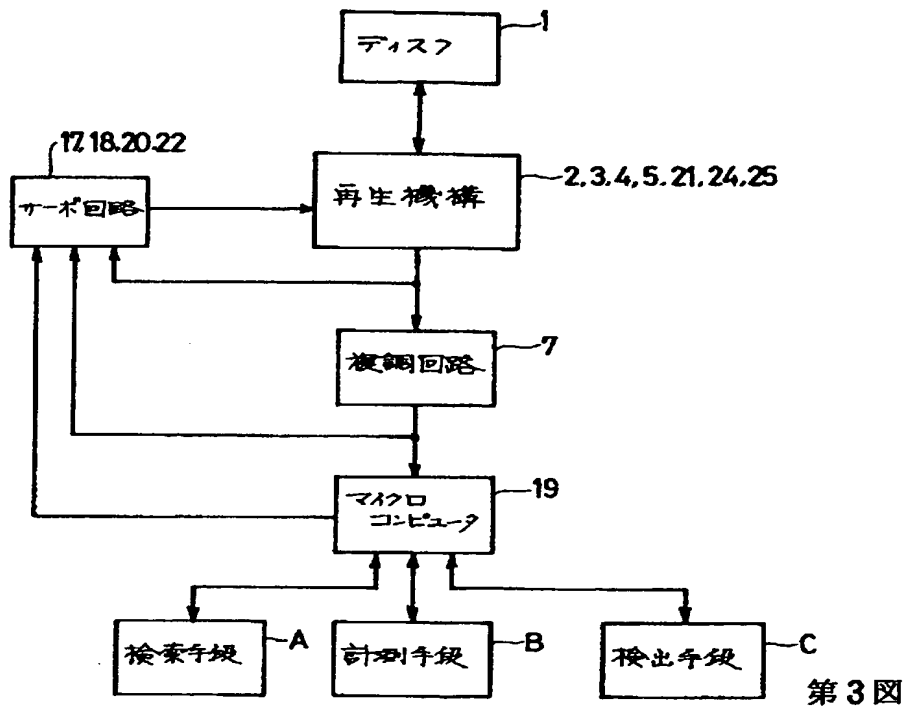 1
ディスク
17.18.20.22
サーボ回路
再生機構
2.3.4.5.21.24.25
復調回路
7
マイクロ
コンピュータ
19
検索手段
A
計測手段
B
検出手段
C
第3図